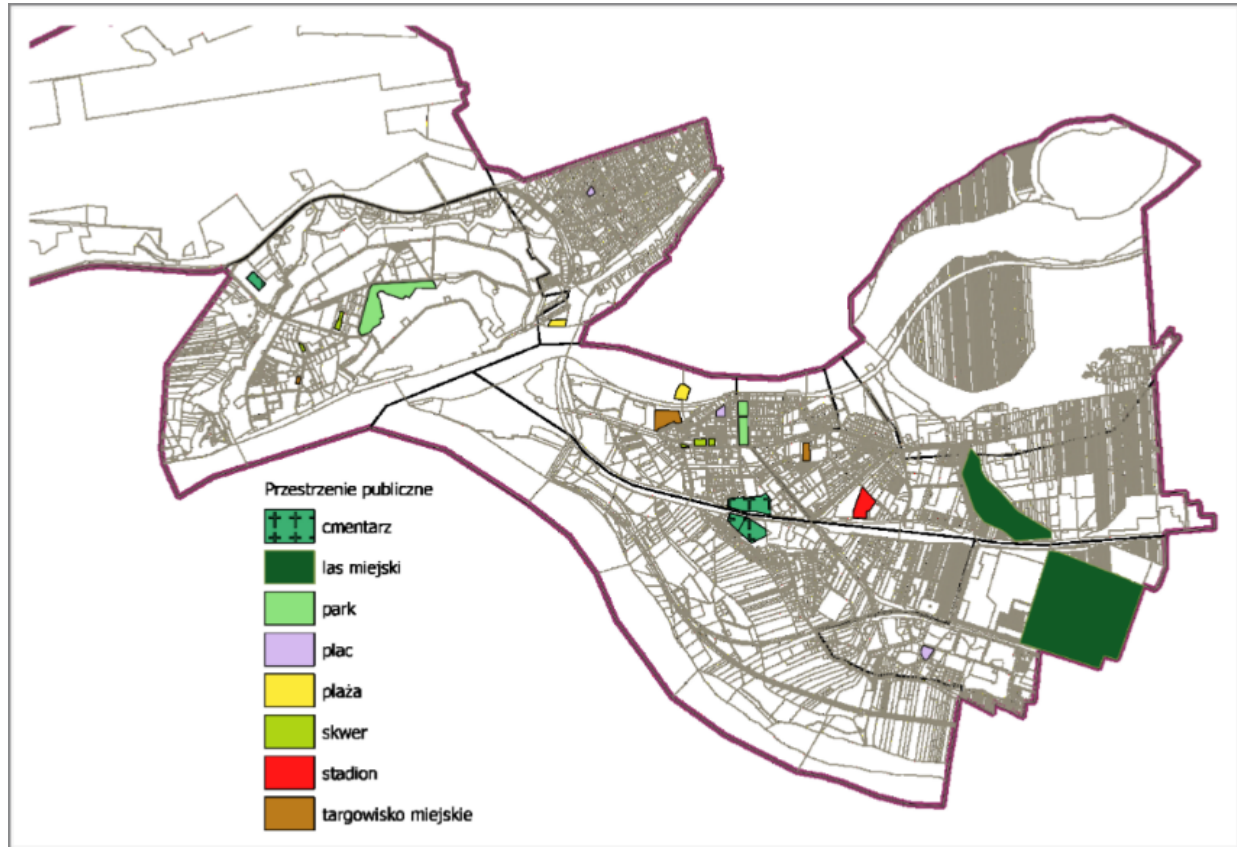 Przestrzenie publiczne
cmentarz
las miejski
park
plac
plaża
skwer
stadion
targowisko miejskie